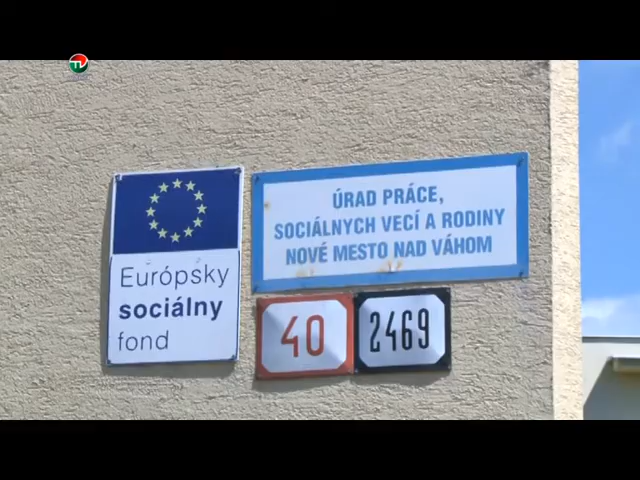 Európsky
sociálny
fond
ÚRAD PRÁCE,
SOCIÁLNYCH VECÍ A RODINY
NOVÉ MESTO NAD VÁHOM
40
2469